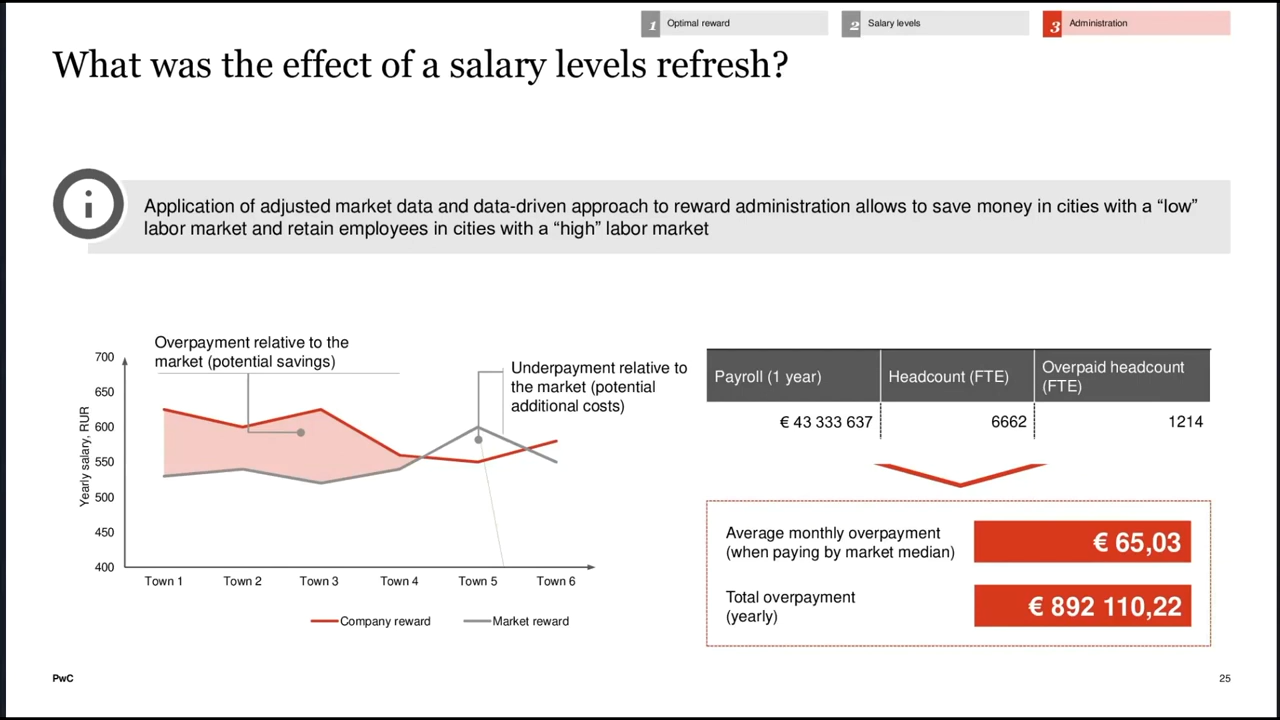 1 Optimal reward
2 Salary levels
3 Administration
What was the effect of a salary levels refresh?
i
Application of adjusted market data and data-driven approach to reward administration allows to save money in cities with a “low”
labor market and retain employees in cities with a “high” labor market
Overpayment relative to the
market (potential savings)
Underpayment relative to
the market (potential
additional costs)
Yearly salary, RUR
700
650
600
550
500
450
400
Town 1 Town 2 Town 3 Town 4 Town 5 Town 6
Company reward Market reward
Payroll (1 year) Headcount (FTE) Overpaid headcount
(FTE)
€ 43 333 637 6662 1214
Average monthly overpayment
(when paying by market median)
€ 65,03
Total overpayment
(yearly)
€ 892 110,22
PwC
25